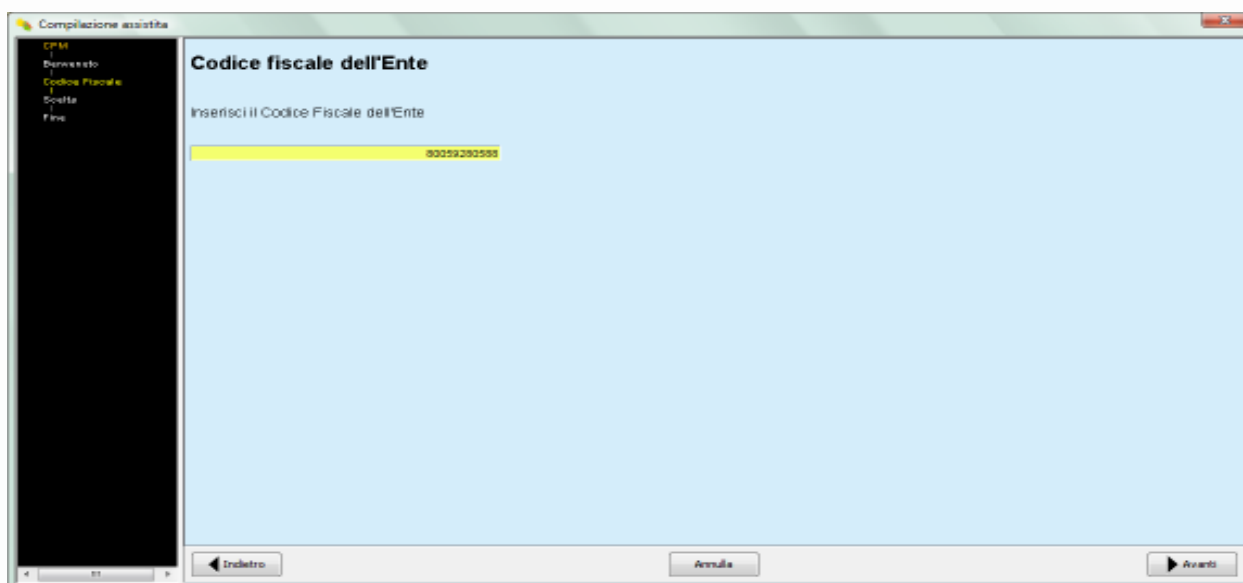 Compilazione assistita
CPM
Benvenuto
Codice Fiscale
Scelta
Fine
Codice fiscale dell'Ente
Inserisci il Codice Fiscale dell'Ente
80059280588
Indietro
Annulla
Avanti